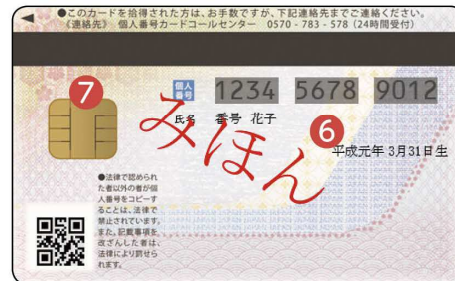 ●このカードを拾得された方は、お手数ですが、下記連絡先までご連絡ください。
《連絡先》 個人番号カードコールセンター 0570-783-578(24時間受付)
7
個人
番号
1234 5678 9012
氏名 番号 花子
みほん
6
平成元年 3月31日生
●法律で認められ
た者以外の者が個
人番号をコピーす
ることは、法律で
禁止されています。
また、記載事項を
改ざんした者は、
法律により罰せら
れます。